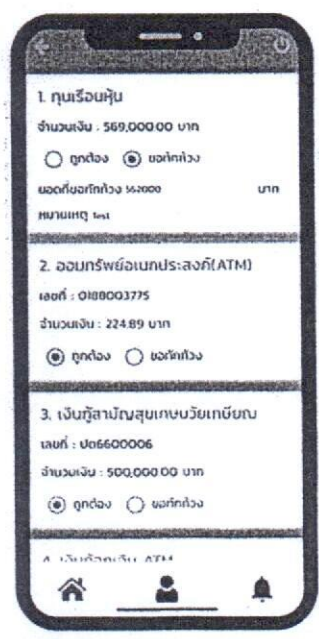 1. ทุนเรือนหุ้น
จำนวนเงิน : 569,000.00 บาท
ถูกต้อง ขอทักท้วง
ยอดที่ขอทักท้วง 552000 บาท
หมายเหตุ test
2. ออมทรัพย์อเนกประสงค์(ATM)
เลขที่ : 0188003775
จำนวนเงิน : 224.89 บาท
ถูกต้อง ขอทักท้วง
3. เงินกู้สามัญสุขเกษมวัยเกษียณ
เลขที่ : ปด6600006
จำนวนเงิน : 500,000.00 บาท
ถูกต้อง ขอทักท้วง